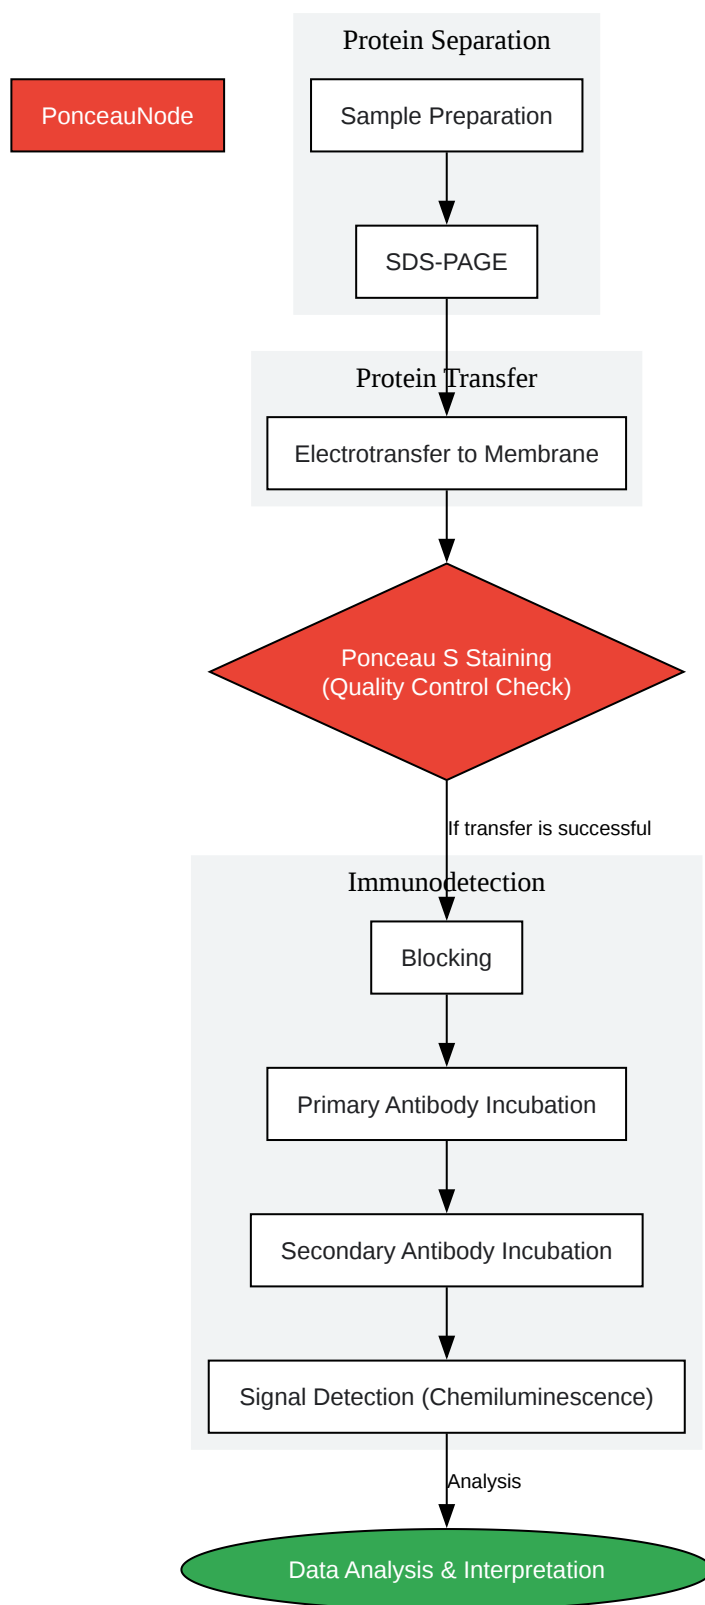 Protein Separation
PonceauNode
Sample Preparation
SDS-PAGE
Protein Transfer
Electrotransfer to Membrane
Ponceau S Staining
(Quality Control Check)
If transfer is successful
Immunodetection
Blocking
Primary Antibody Incubation
Secondary Antibody Incubation
Signal Detection (Chemiluminescence)
Analysis
Data Analysis & Interpretation